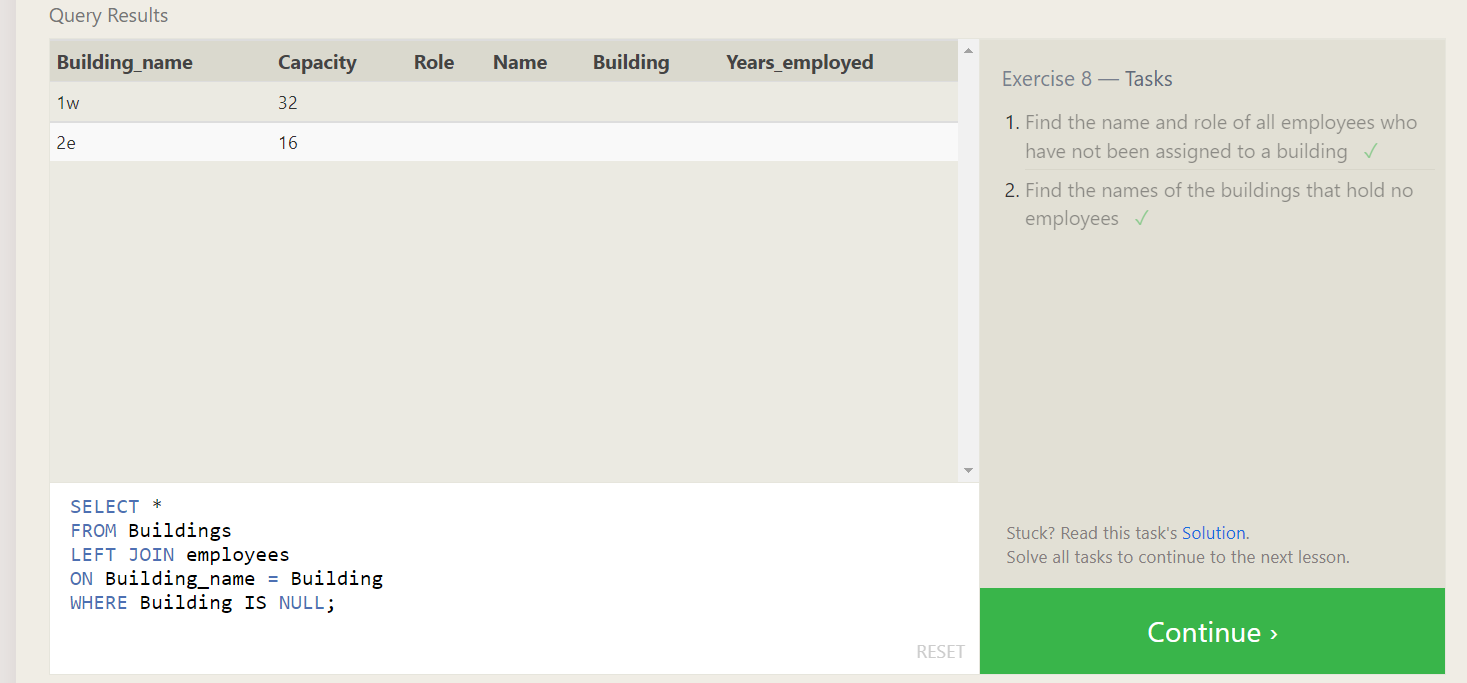 Query Results
Building_name Capacity Role Name Building Years_employed
1w 32
2e 16
SELECT *
FROM Buildings
LEFT JOIN employees
ON Building_name = Building
WHERE Building IS NULL;
RESET
Exercise 8 — Tasks
1. Find the name and role of all employees who
have not been assigned to a building ✓
2. Find the names of the buildings that hold no
employees ✓
Stuck? Read this task's Solution.
Solve all tasks to continue to the next lesson.
Continue ›